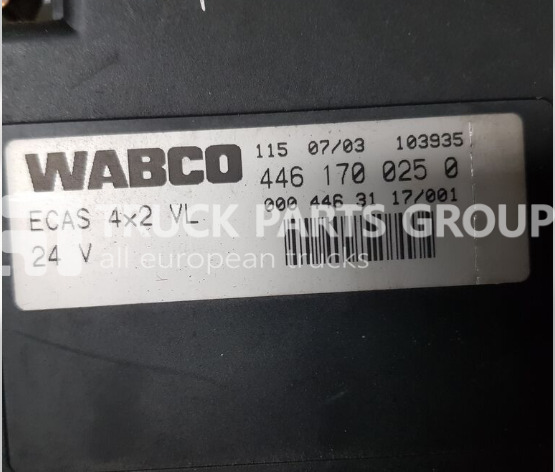 WABCO
115 07/03 103935
446 170 025 0
000 446 31 17/001
ECAS 4x2 VL
24 V
TRUCK PARTS GROUP
all european trucks